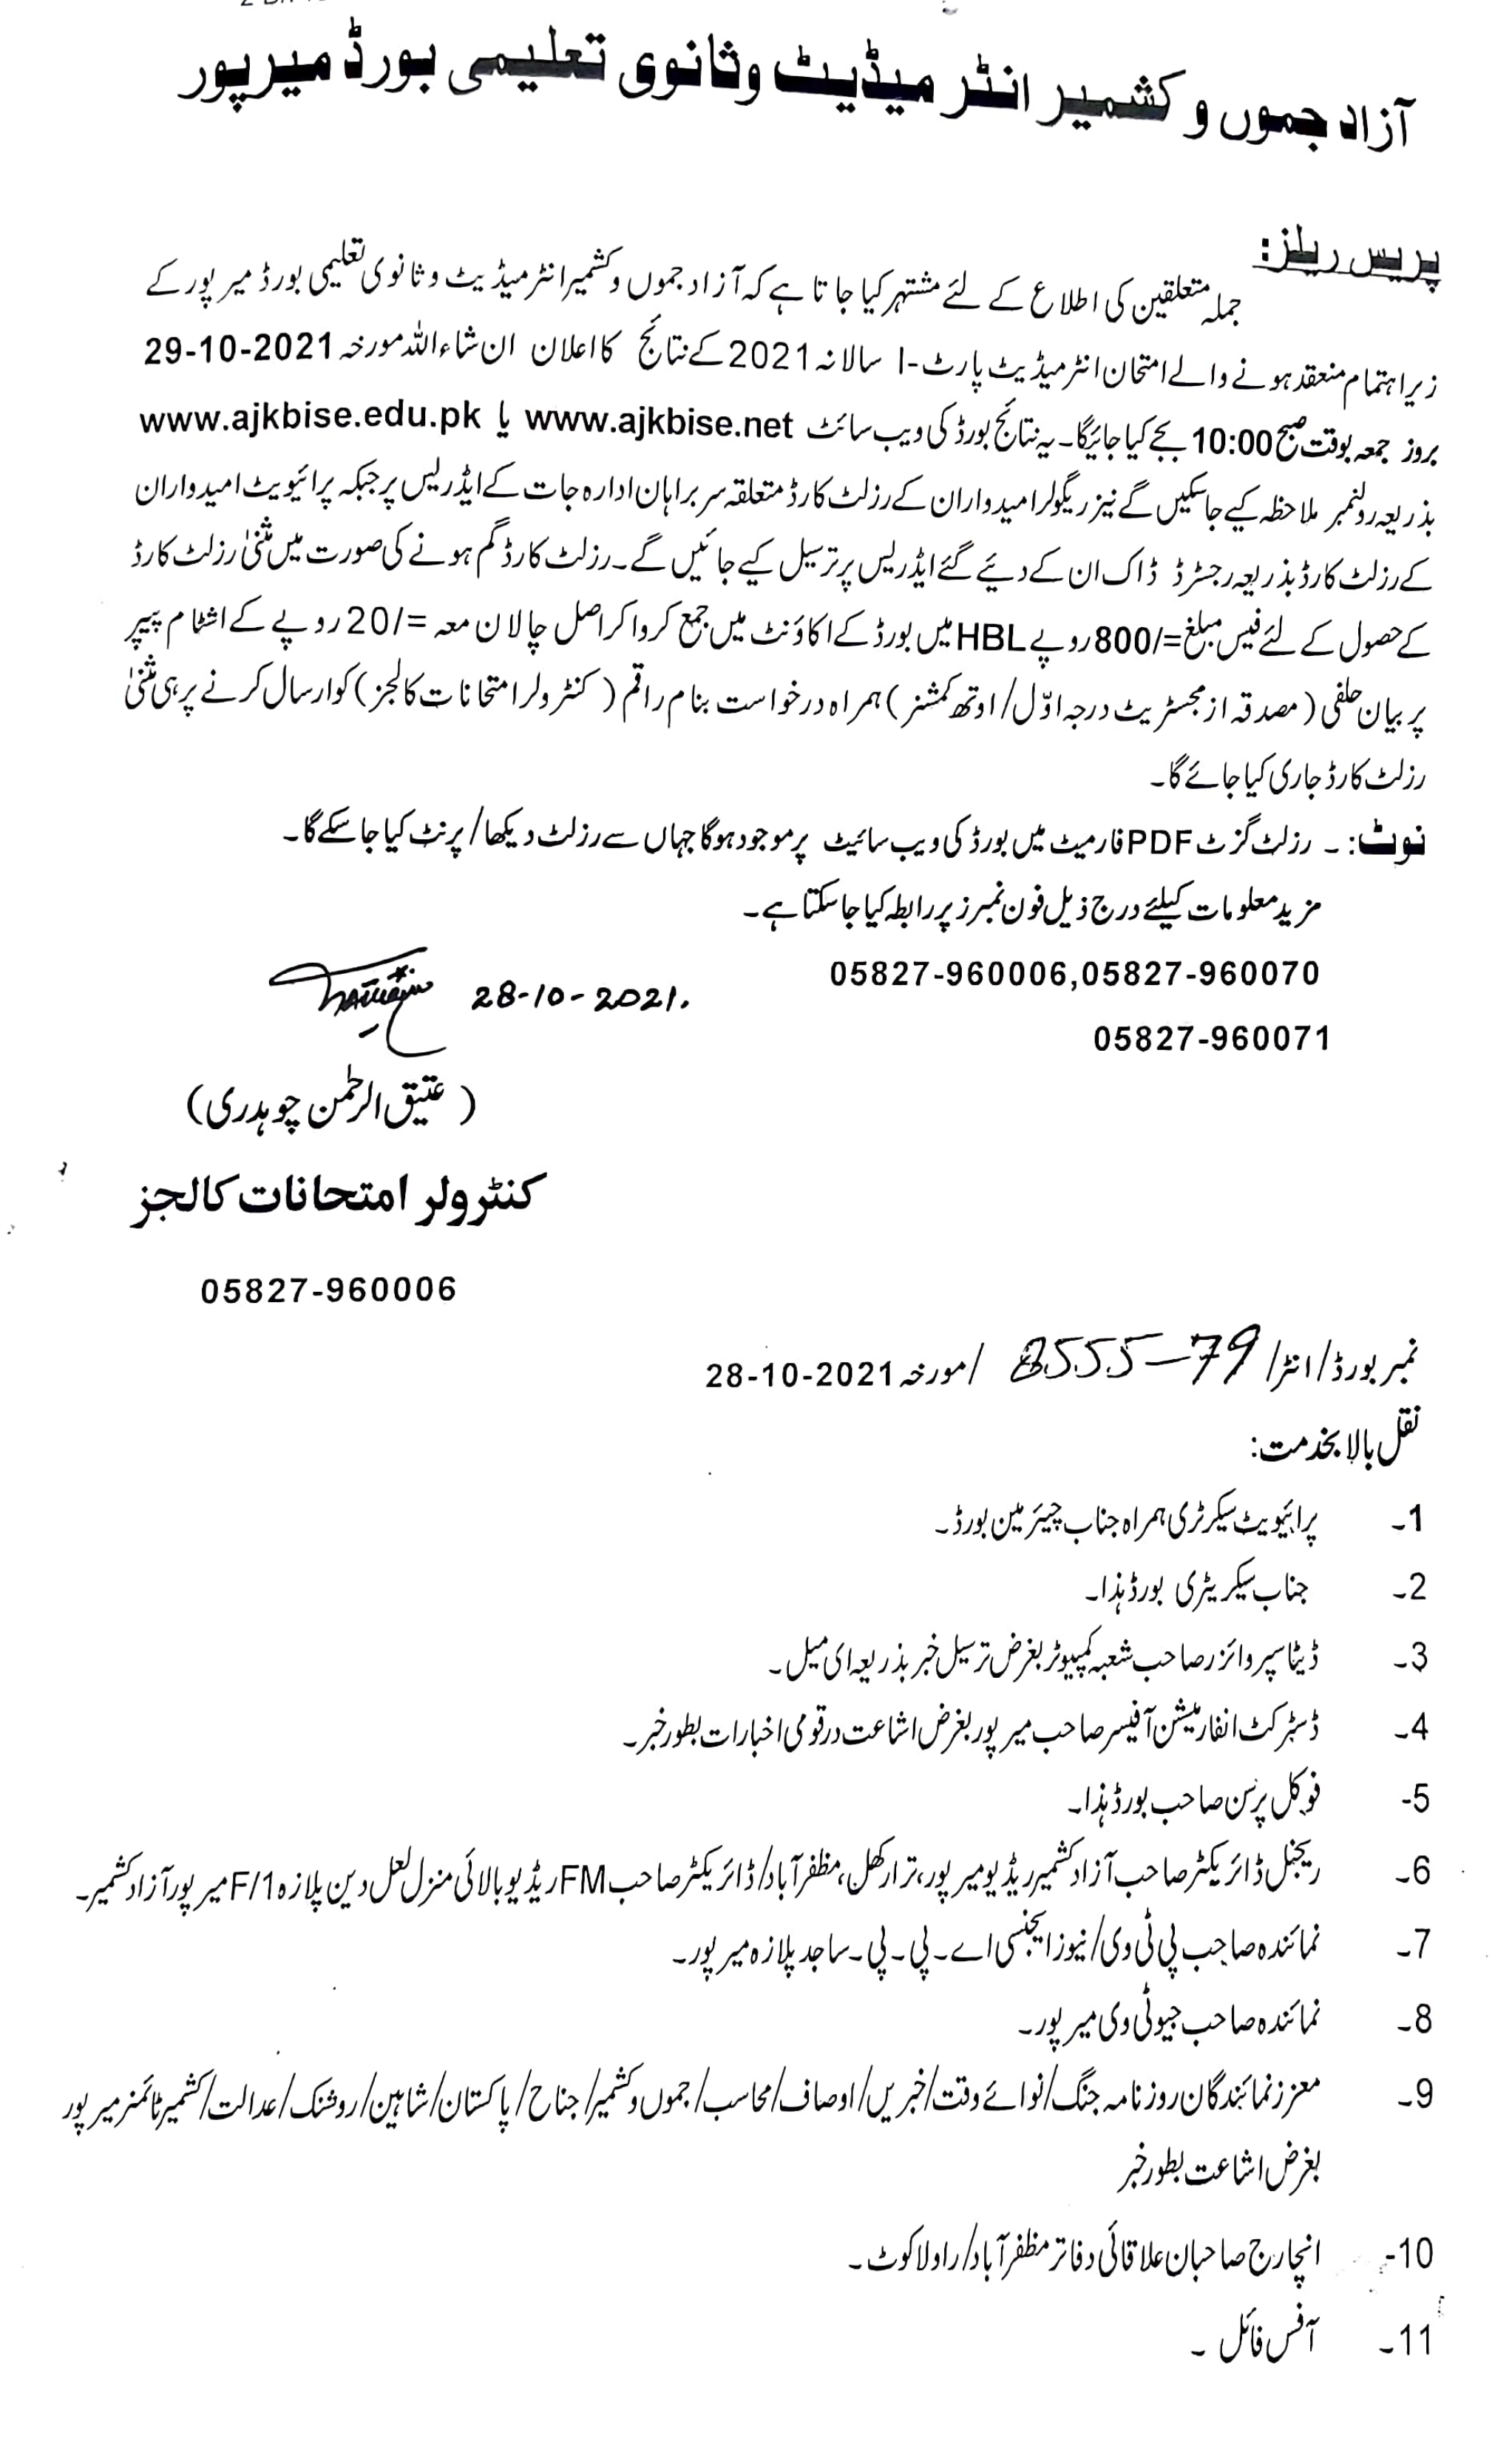 آزاد جموں و کشمیر انٹرمیڈیٹ و ثانوی تعلیمی بورڈ میرپور
پریس ریلز:
جملہ متعلقین کی اطلاع کے لئے مشتہر کیا جاتا ہے کہ آزاد جموں و کشمیر انٹرمیڈیٹ و ثانوی تعلیمی بورڈ میرپور کے
زیر اہتمام منعقد ہونے والے امتحان انٹرمیڈیٹ پارٹ-I سالانہ 2021 کے نتائج کا اعلان ان شاء اللہ مورخہ 29-10-2021
بروز جمعہ بوقت صبح 10:00 بجے کیا جائیگا۔ یہ نتائج بورڈ کی ویب سائٹ www.ajkbise.net یا www.ajkbise.edu.pk
بذریعہ رولنمبر ملاحظہ کیے جاسکیں گے نیز ریگولر امیدواران کے رزلٹ کارڈ متعلقہ سربراہان ادارہ جات کے ایڈریس پر جبکہ پرائیویٹ امیدواران
کے رزلٹ کارڈ بذریعہ رجسٹرڈ ڈاک ان کے دیئے گئے ایڈریس پر ترسیل کیے جائیں گے۔ رزلٹ کارڈ گم ہونے کی صورت میں مثنیٰ رزلٹ کارڈ
کے حصول کے لئے فیس مبلغ =/800 روپے HBL میں بورڈ کے اکاؤنٹ میں جمع کروا کر اصل چالان معہ =/20 روپے کے اشٹام پیپر
پر بیان حلفی (مصدقہ از مجسٹریٹ درجہ اوّل/اوتھ کمشنر) ہمراہ درخواست بنام راقم (کنٹرولر امتحانات کالجز) کو ارسال کرنے پر ہی مثنیٰ
رزلٹ کارڈ جاری کیا جائے گا۔
نوٹ:۔ رزلٹ گزٹ PDF فارمیٹ میں بورڈ کی ویب سائیٹ پر موجود ہوگا جہاں سے رزلٹ دیکھا/پرنٹ کیا جاسکے گا۔
مزید معلومات کیلئے درج ذیل فون نمبرز پر رابطہ کیا جاسکتا ہے۔
05827-960006,05827-960070
28-10-2021.
05827-960071
(عتیق الرحمٰن چوہدری)
کنٹرولر امتحانات کالجز
05827-960006
نمبر بورڈ/انٹر/ 8555-79 /مورخہ 28-10-2021
نقل بالا بخدمت:
1۔ پرائیویٹ سیکرٹری ہمراہ جناب چیئرمین بورڈ۔
2۔ جناب سیکریٹری بورڈ ہذا۔
3۔ ڈیٹا سپروائزر صاحب شعبہ کمپیوٹر بغرض ترسیل خبر بذریعہ ای میل۔
4۔ ڈسٹرکٹ انفارمیشن آفیسر صاحب میرپور بغرض اشاعت در قومی اخبارات بطور خبر۔
5- فوکل پرسن صاحب بورڈ ہذا۔
6۔ ریجنل ڈائریکٹر صاحب آزاد کشمیر ریڈیو میرپور، تراڑکھل، مظفرآباد/ڈائریکٹر صاحب FM ریڈیو بالائی منزل لعل دین پلازہ F/1 میرپور آزاد کشمیر۔
7۔ نمائندہ صاحب پی ٹی وی/نیوز ایجنسی اے۔پی۔پی۔ ساجد پلازہ میرپور۔
8۔ نمائندہ صاحب جیو ٹی وی میرپور۔
9۔ معزز نمائندگان روزنامہ جنگ/نوائے وقت/خبریں/اوصاف/محاسب/جموں و کشمیر/جناح/پاکستان/شاہین/روشنک/عدالت/کشمیر ٹائمز میرپور
بغرض اشاعت بطور خبر
10- انچارج صاحبان علاقائی دفاتر مظفرآباد/راولاکوٹ۔
11۔ آفس فائل ۔